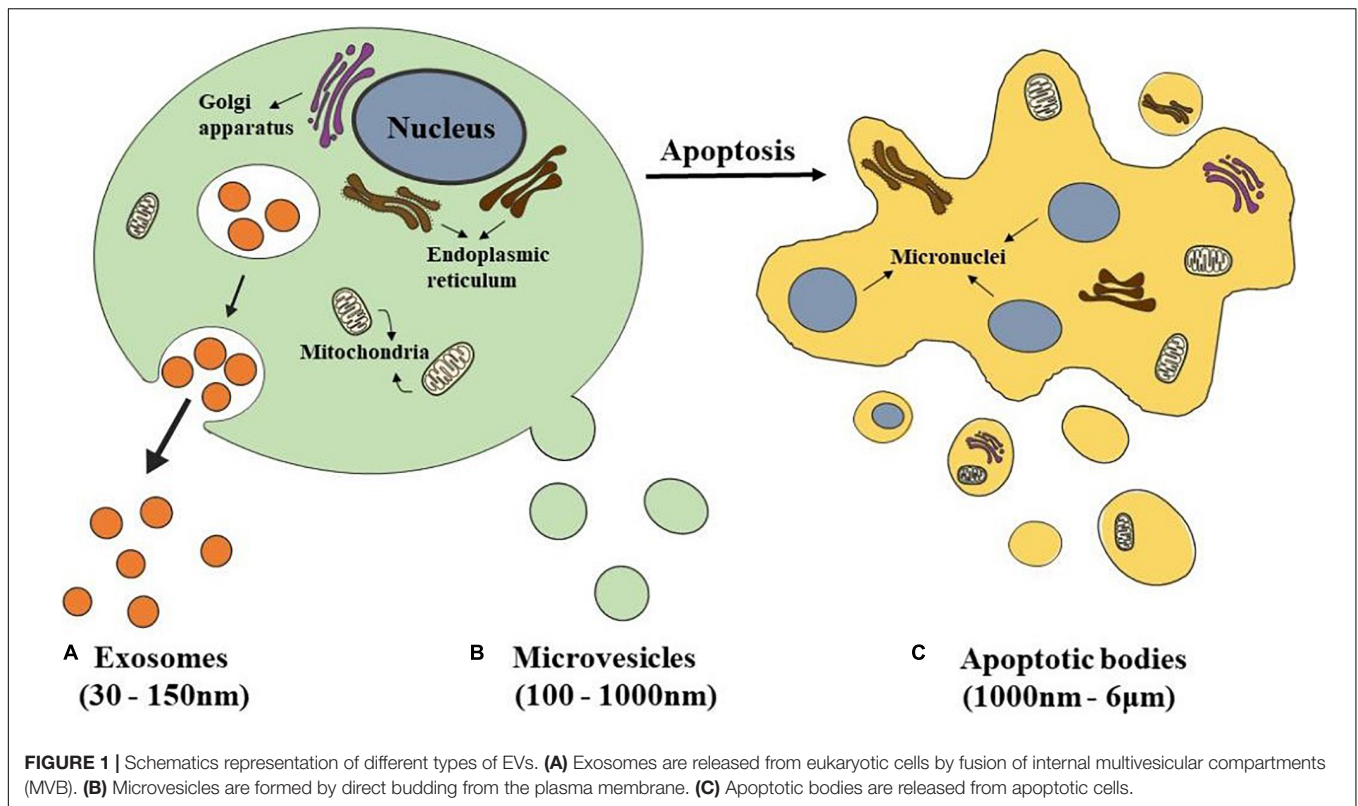 Golgi
apparatus
Nucleus
Endoplasmic
reticulum
Mitochondria
Apoptosis
Micronuclei
A Exosomes
(30 - 150nm)
B Microvesicles
(100 - 1000nm)
C Apoptotic bodies
(1000nm - 6µm)
FIGURE 1 | Schematics representation of different types of EVs. (A) Exosomes are released from eukaryotic cells by fusion of internal multivesicular compartments
(MVB). (B) Microvesicles are formed by direct budding from the plasma membrane. (C) Apoptotic bodies are released from apoptotic cells.